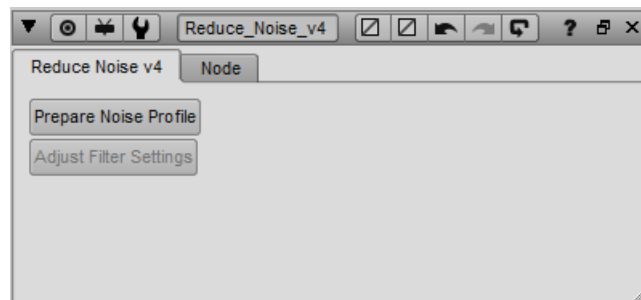 Reduce_Noise_v4 ?
Reduce Noise v4 Node
Prepare Noise Profile
Adjust Filter Settings